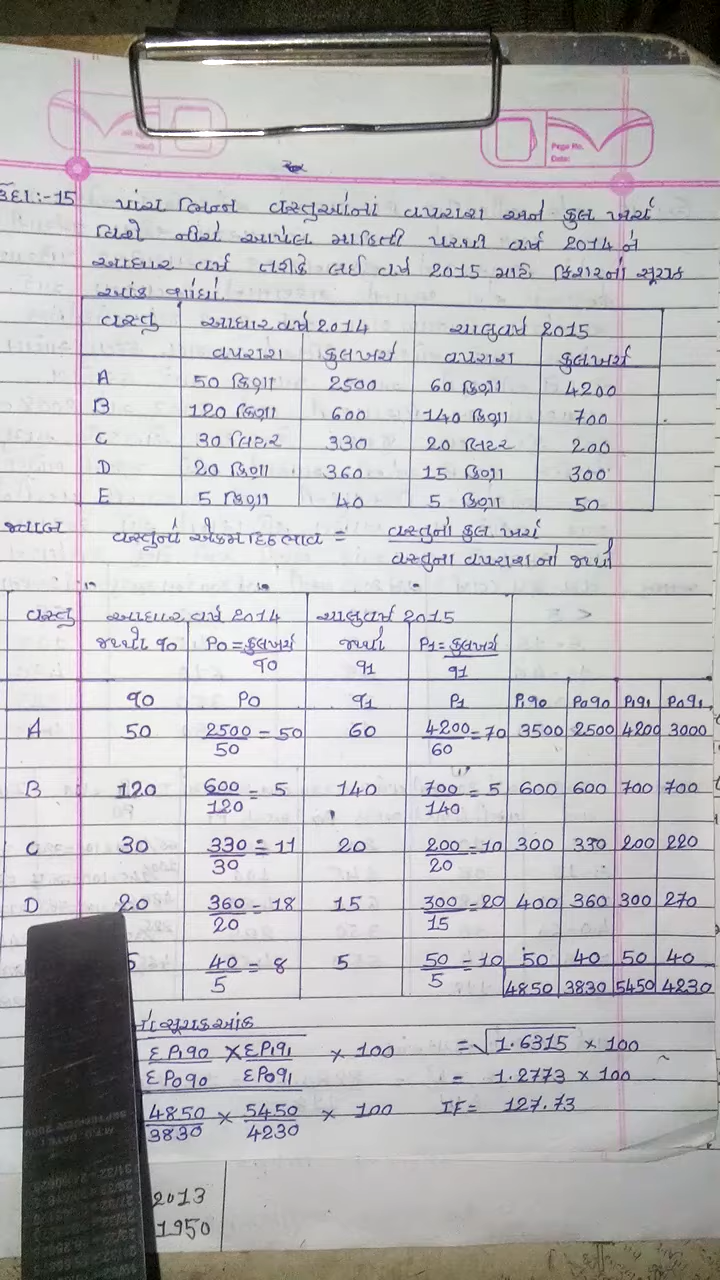 Page No.
Date:
ઉદા:-15 પાંચ ભિન્ન વસ્તુઓનાં વપરાશ અને કુલ ખર્ચ
વિશે નીચે આપેલ માહિતી પરથી વર્ષ 2014 ને
આધાર વર્ષ તરીકે લઈ વર્ષ 2015 માટે ફિશરનો સૂચક
આંક શોધો.
વસ્તુ આધાર વર્ષ 2014 ચાલુવર્ષ 2015
વપરાશ કુલખર્ચ વપરાશ કુલખર્ચ
A 50 કિગ્રા 2500 60 કિગ્રા 4200
B 120 કિગ્રા 600 140 કિગ્રા 700
C 30 લિટર 330 20 લિટર 200
D 20 કિગ્રા 360 15 કિગ્રા 300
E 5 કિગ્રા 40 5 કિગ્રા 50
જવાબ વસ્તુનો એકમદિઠભાવ = વસ્તુનો કુલ ખર્ચ
વસ્તુના વપરાશ નો જથ્થો
વસ્તુ આધાર વર્ષ 2014 ચાલુવર્ષ 2015
જથ્થો q0 P0 = કુલખર્ચ/q0 જથ્થો q1 P1 = કુલખર્ચ/q1
q0 P0 q1 P1 P1q0 P0q0 P1q1 P0q1
A 50 2500/50 = 50 60 4200/60 = 70 3500 2500 4200 3000
B 120 600/120 = 5 140 700/140 = 5 600 600 700 700
C 30 330/30 = 11 20 200/20 = 10 300 330 200 220
D 20 360/20 = 18 15 300/15 = 20 400 360 300 270
5 40/5 = 8 5 50/5 = 10 50 40 50 40
4850 3830 5450 4230
સૂચકઆંક
ΣP1q0/ΣP0q0 × ΣP1q1/ΣP0q1 × 100 = √1.6315 × 100
= 1.2773 × 100
4850/3830 × 5450/4230 × 100 IF = 127.73
2013
1950